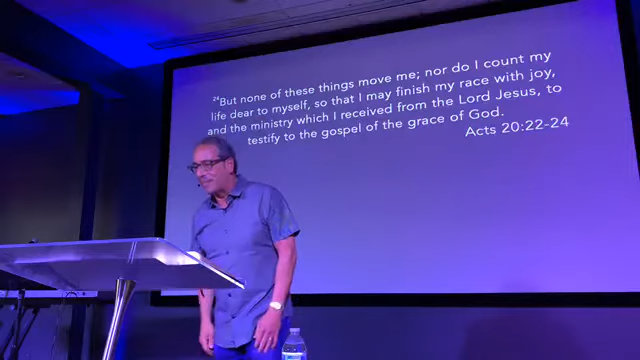 24"But none of these things move me; nor do I count my
life dear to myself, so that I may finish my race with joy,
and the ministry which I received from the Lord Jesus, to
testify to the gospel of the grace of God.
Acts 20:22-24